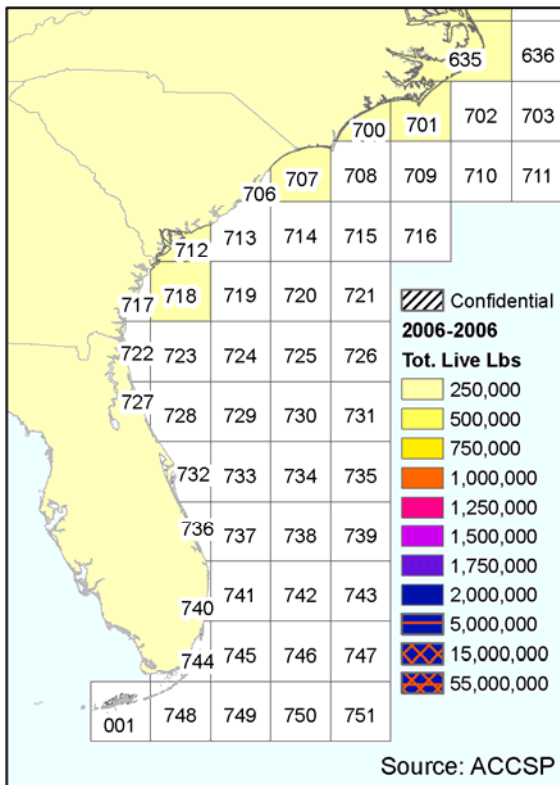 635 636
700 701 702 703
706 707 708 709 710 711
712 713 714 715 716
717 718 719 720 721
722 723 724 725 726
727 728 729 730 731
732 733 734 735
736 737 738 739
740 741 742 743
744 745 746 747
001 748 749 750 751
Confidential
2006-2006
Tot. Live Lbs
250,000
500,000
750,000
1,000,000
1,250,000
1,500,000
1,750,000
2,000,000
5,000,000
15,000,000
55,000,000
Source: ACCSP